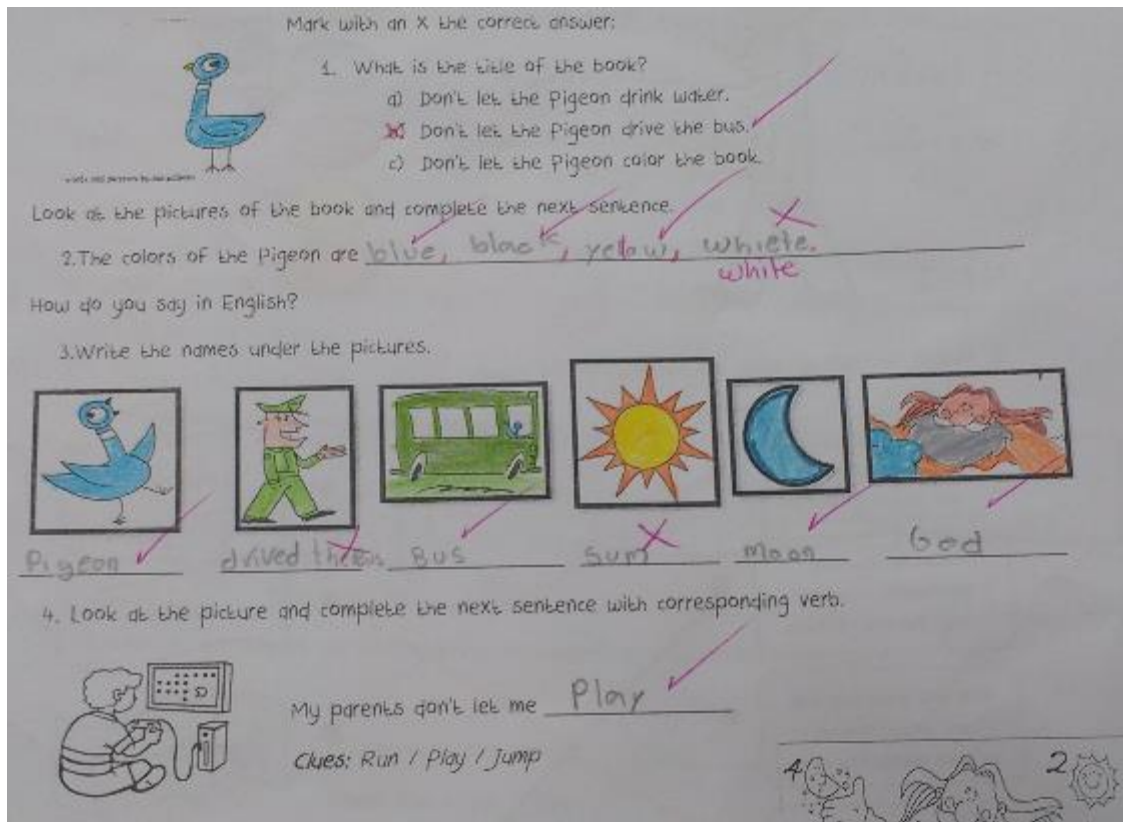 Mark with an X the correct answer:
1. What is the title of the book?
a) Don't let the Pigeon drink water.
Don't let the Pigeon drive the bus.
c) Don't let the Pigeon color the book.
Look at the pictures of the book and complete the next sentence.
2.The colors of the Pigeon are blue, black, yellow, whiete.
white
How do you say in English?
3.Write the names under the pictures.
Pigeon drived Bus Sum Moon God
4. Look at the picture and complete the next sentence with corresponding verb.
My parents don't let me Play
Clues: Run / Play / Jump
4 2